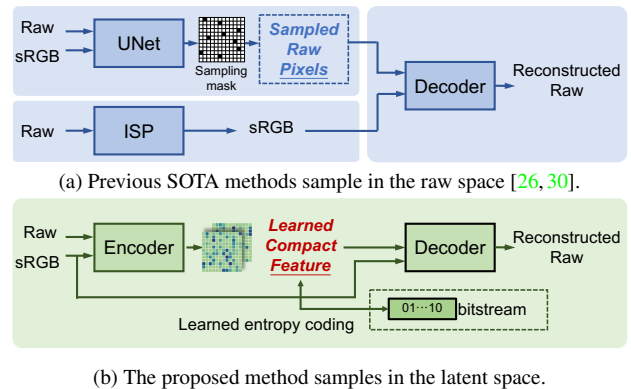 Raw
sRGB
UNet
Sampling
mask
Sampled
Raw
Pixels
Decoder
Reconstructed
Raw
Raw
ISP
sRGB
(a) Previous SOTA methods sample in the raw space [26, 30].
Raw
sRGB
Encoder
Learned
Compact
Feature
Decoder
Reconstructed
Raw
Learned entropy coding
01···10 bitstream
(b) The proposed method samples in the latent space.